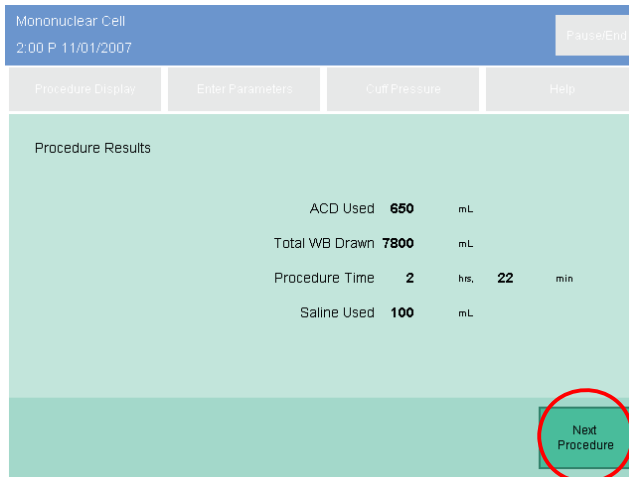 Mononuclear Cell
2:00 P 11/01/2007
Pause/End
Procedure Display Enter Parameters Cuff Pressure Help
Procedure Results
ACD Used 650 mL
Total WB Drawn 7800 mL
Procedure Time 2 hrs, 22 min
Saline Used 100 mL
Next
Procedure